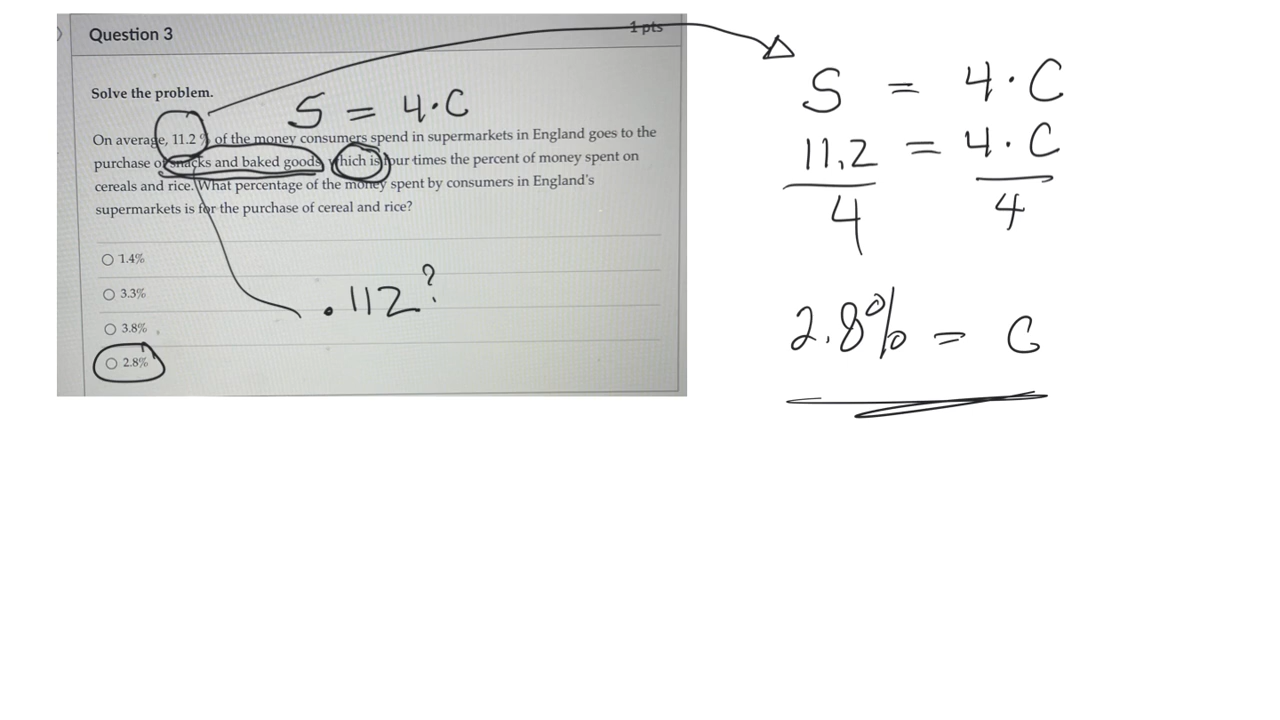 Question 3
1 pts
Solve the problem.
S = 4·C
On average, 11.2% of the money consumers spend in supermarkets in England goes to the
purchase of snacks and baked goods, which is four times the percent of money spent on
cereals and rice. What percentage of the money spent by consumers in England's
supermarkets is for the purchase of cereal and rice?
1.4%
3.3%
3.8%
2.8%
.112?
S = 4·C
11.2 = 4·C
4 4
2.8% = C